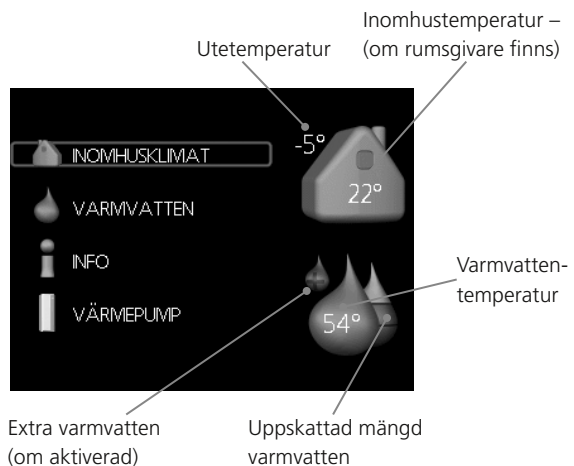 Inomhustemperatur –
(om rumsgivare finns)
Utetemperatur
-5°
INOMHUSKLIMAT
22°
VARMVATTEN
INFO
VÄRMEPUMP
54°
Varmvatten-
temperatur
Extra varmvatten
(om aktiverad)
Uppskattad mängd
varmvatten